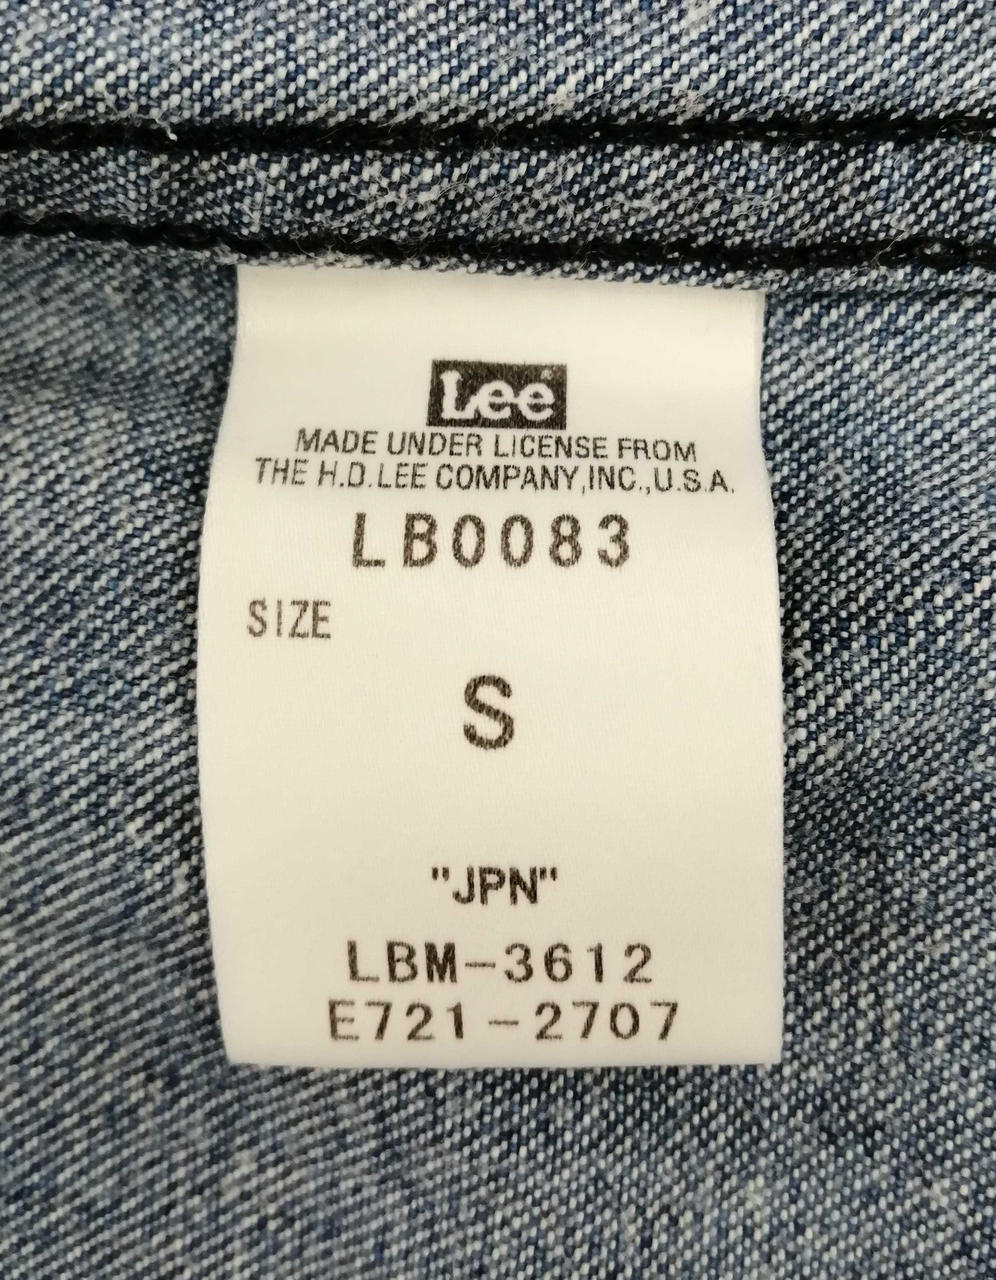 Lee
MADE UNDER LICENSE FROM
THE H.D.LEE COMPANY,INC.,U.S.A.
LB0083
SIZE
S
"JPN"
LBM-3612
E721-2707